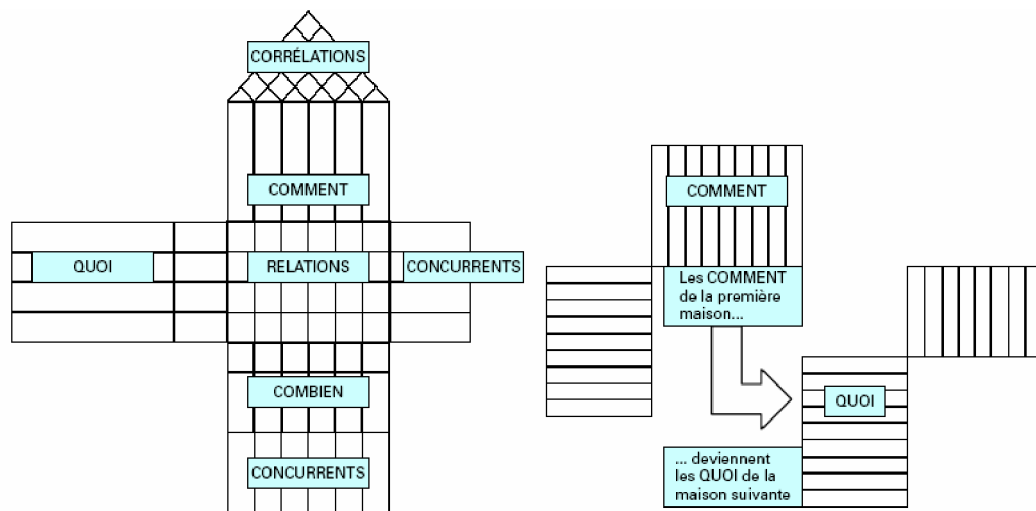 CORRÉLATIONS
COMMENT
QUOI
RELATIONS
CONCURRENTS
COMBIEN
CONCURRENTS
COMMENT
Les COMMENT
de la première
maison...
QUOI
... deviennent
les QUOI de la
maison suivante